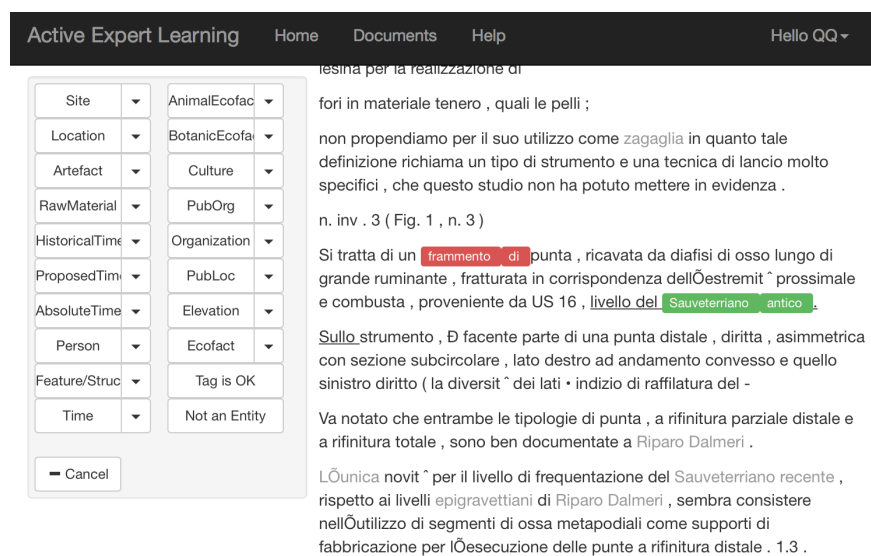 Active Expert Learning Home Documents Help Hello QQ
Site AnimalEcofac
Location BotanicEcofa
Artefact Culture
RawMaterial PubOrg
HistoricalTime Organization
ProposedTim PubLoc
AbsoluteTime Elevation
Person Ecofact
Feature/Struc Tag is OK
Time Not an Entity
Cancel
lesina per la realizzazione di
fori in materiale tenero , quali le pelli ;
non propendiamo per il suo utilizzo come zagaglia in quanto tale
definizione richiama un tipo di strumento e una tecnica di lancio molto
specifici , che questo studio non ha potuto mettere in evidenza .
n. inv . 3 ( Fig. 1 , n. 3 )
Si tratta di un frammento di punta , ricavata da diafisi di osso lungo di
grande ruminante , fratturata in corrispondenza dellÕestremit ˆ prossimale
e combusta , proveniente da US 16 , livello del Sauveterriano antico .
Sullo strumento , Ð facente parte di una punta distale , diritta , asimmetrica
con sezione subcircolare , lato destro ad andamento convesso e quello
sinistro diritto ( la diversit ˆ dei lati • indizio di raffilatura del -
Va notato che entrambe le tipologie di punta , a rifinitura parziale distale e
a rifinitura totale , sono ben documentate a Riparo Dalmeri .
LÕunica novit ˆ per il livello di frequentazione del Sauveterriano recente ,
rispetto ai livelli epigravettiani di Riparo Dalmeri , sembra consistere
nellÕutilizzo di segmenti di ossa metapodiali come supporti di
fabbricazione per lÕesecuzione delle punte a rifinitura distale . 1.3 .